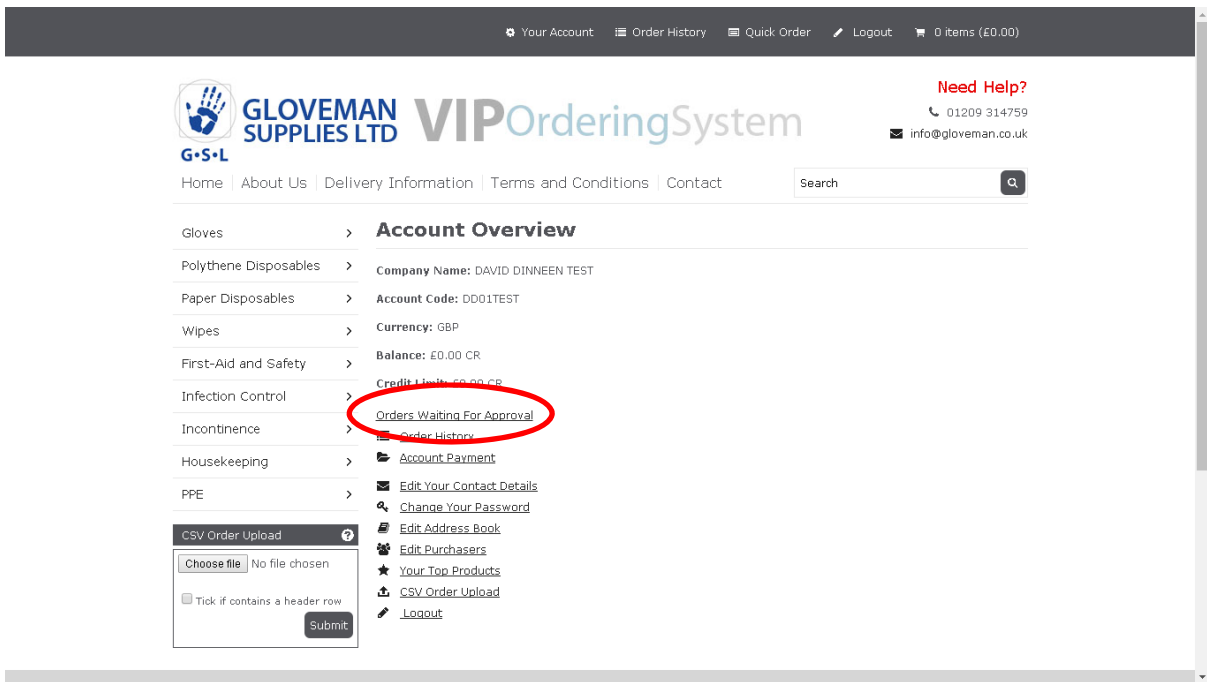 Your Account Order History Quick Order Logout 0 items (£0.00)
GLOVEMAN
SUPPLIES LTD
G•S•L
VIPOrderingSystem
Need Help?
01209 314759
info@gloveman.co.uk
Home About Us Delivery Information Terms and Conditions Contact
Search
Gloves
Polythene Disposables
Paper Disposables
Wipes
First-Aid and Safety
Infection Control
Incontinence
Housekeeping
PPE
CSV Order Upload
Choose file No file chosen
Tick if contains a header row
Submit
Account Overview
Company Name: DAVID DINNEEN TEST
Account Code: DD01TEST
Currency: GBP
Balance: £0.00 CR
Credit Limit: £0.00 CR
Orders Waiting For Approval
Order History
Account Payment
Edit Your Contact Details
Change Your Password
Edit Address Book
Edit Purchasers
Your Top Products
CSV Order Upload
Logout